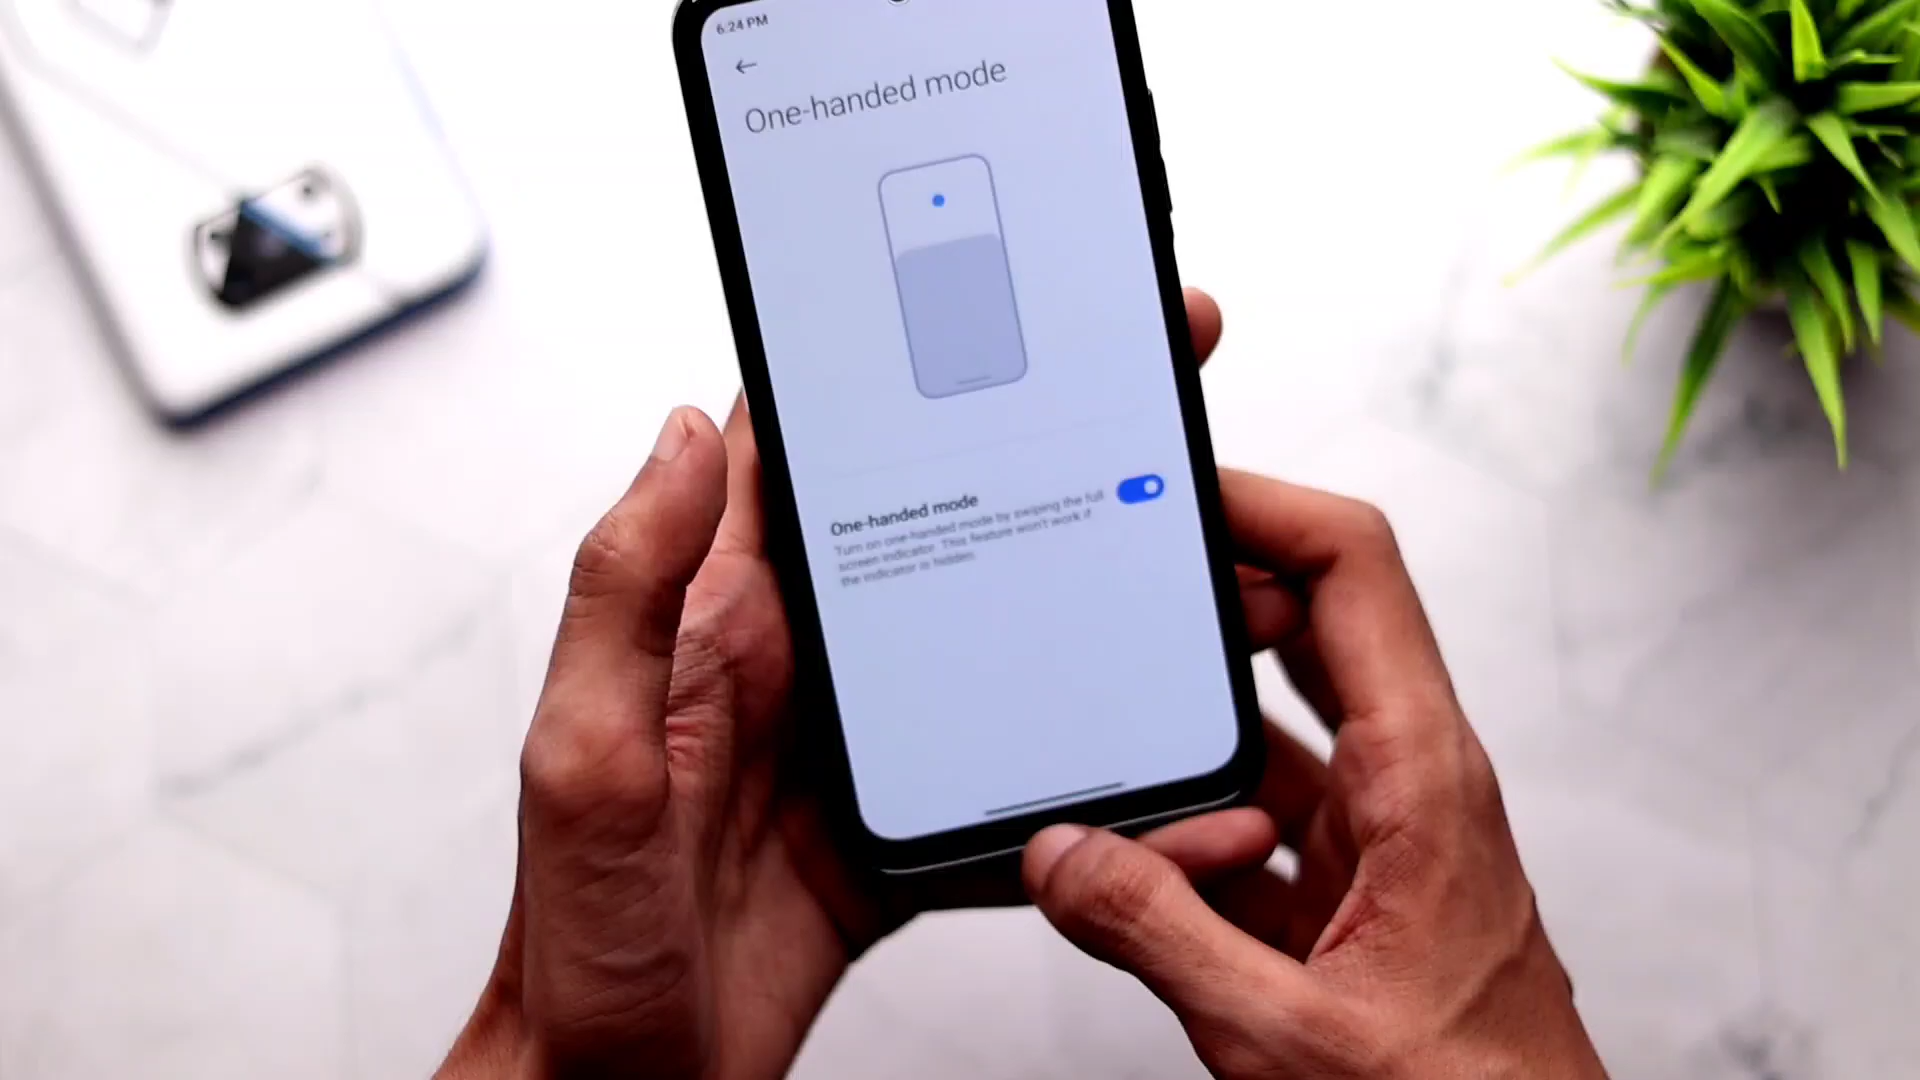 6:24 PM
One-handed mode
One-handed mode
Turn on one-handed mode by swiping the full
screen indicator. This feature won't work if
the indicator is hidden.